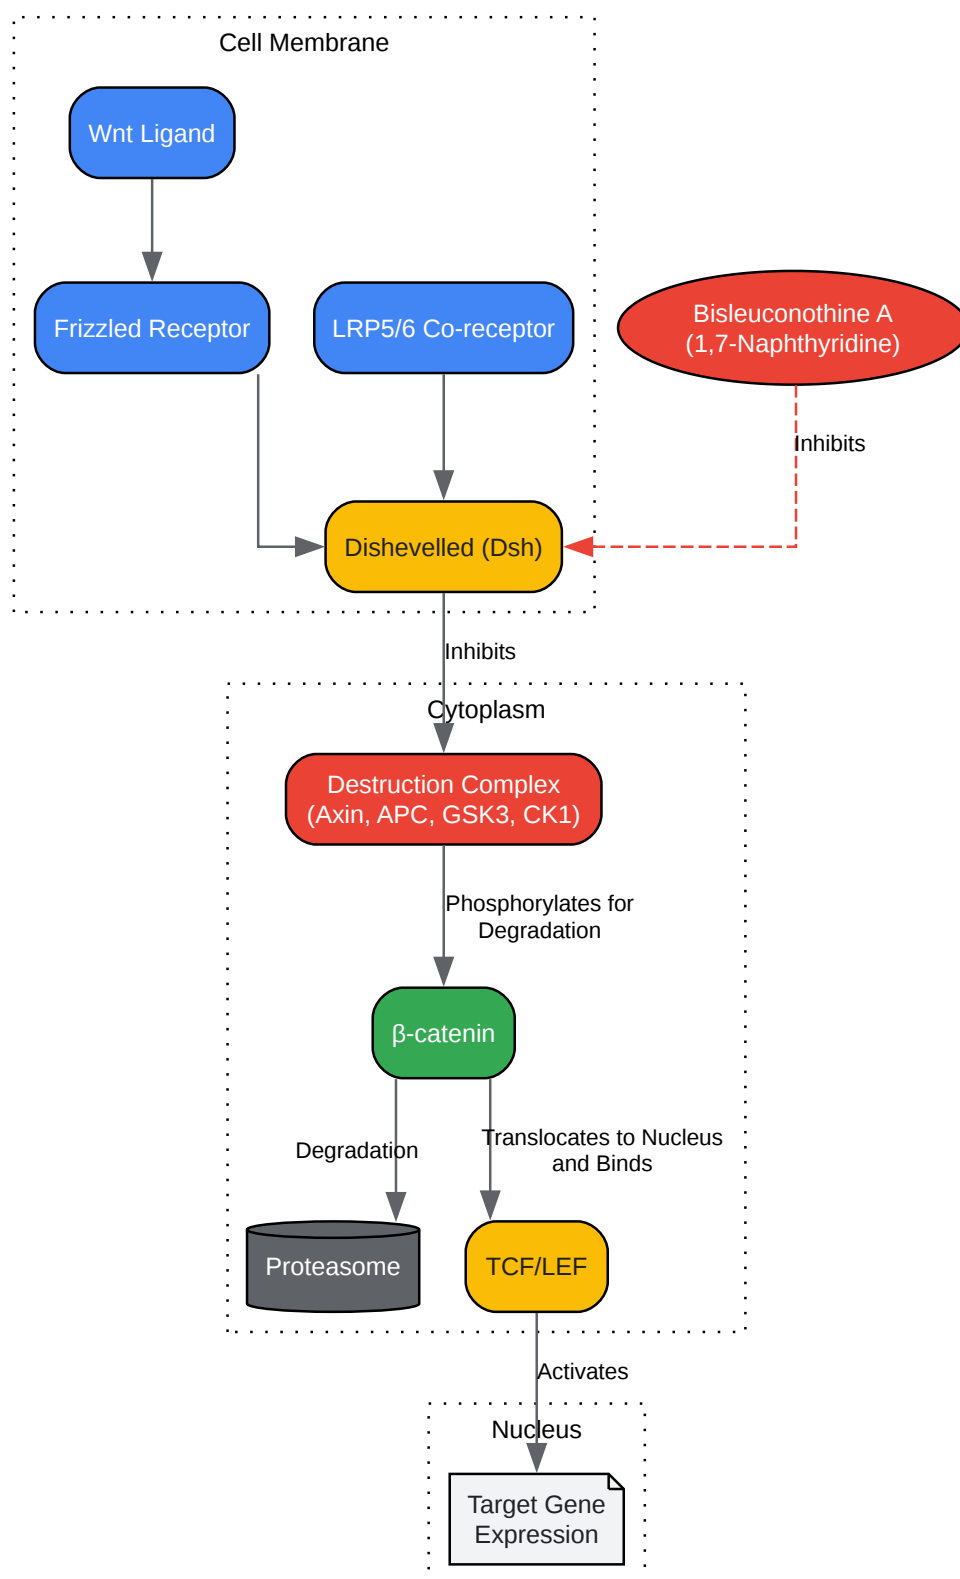 Cell Membrane
Wnt Ligand
Frizzled Receptor
LRP5/6 Co-receptor
Bisleuconothine A
(1,7-Naphthyridine)
Inhibits
Dishevelled (Dsh)
Inhibits
Cytoplasm
Destruction Complex
(Axin, APC, GSK3, CK1)
Phosphorylates for
Degradation
β-catenin
Degradation
Translocates to Nucleus
and Binds
Proteasome
TCF/LEF
Activates
Nucleus
Target Gene
Expression